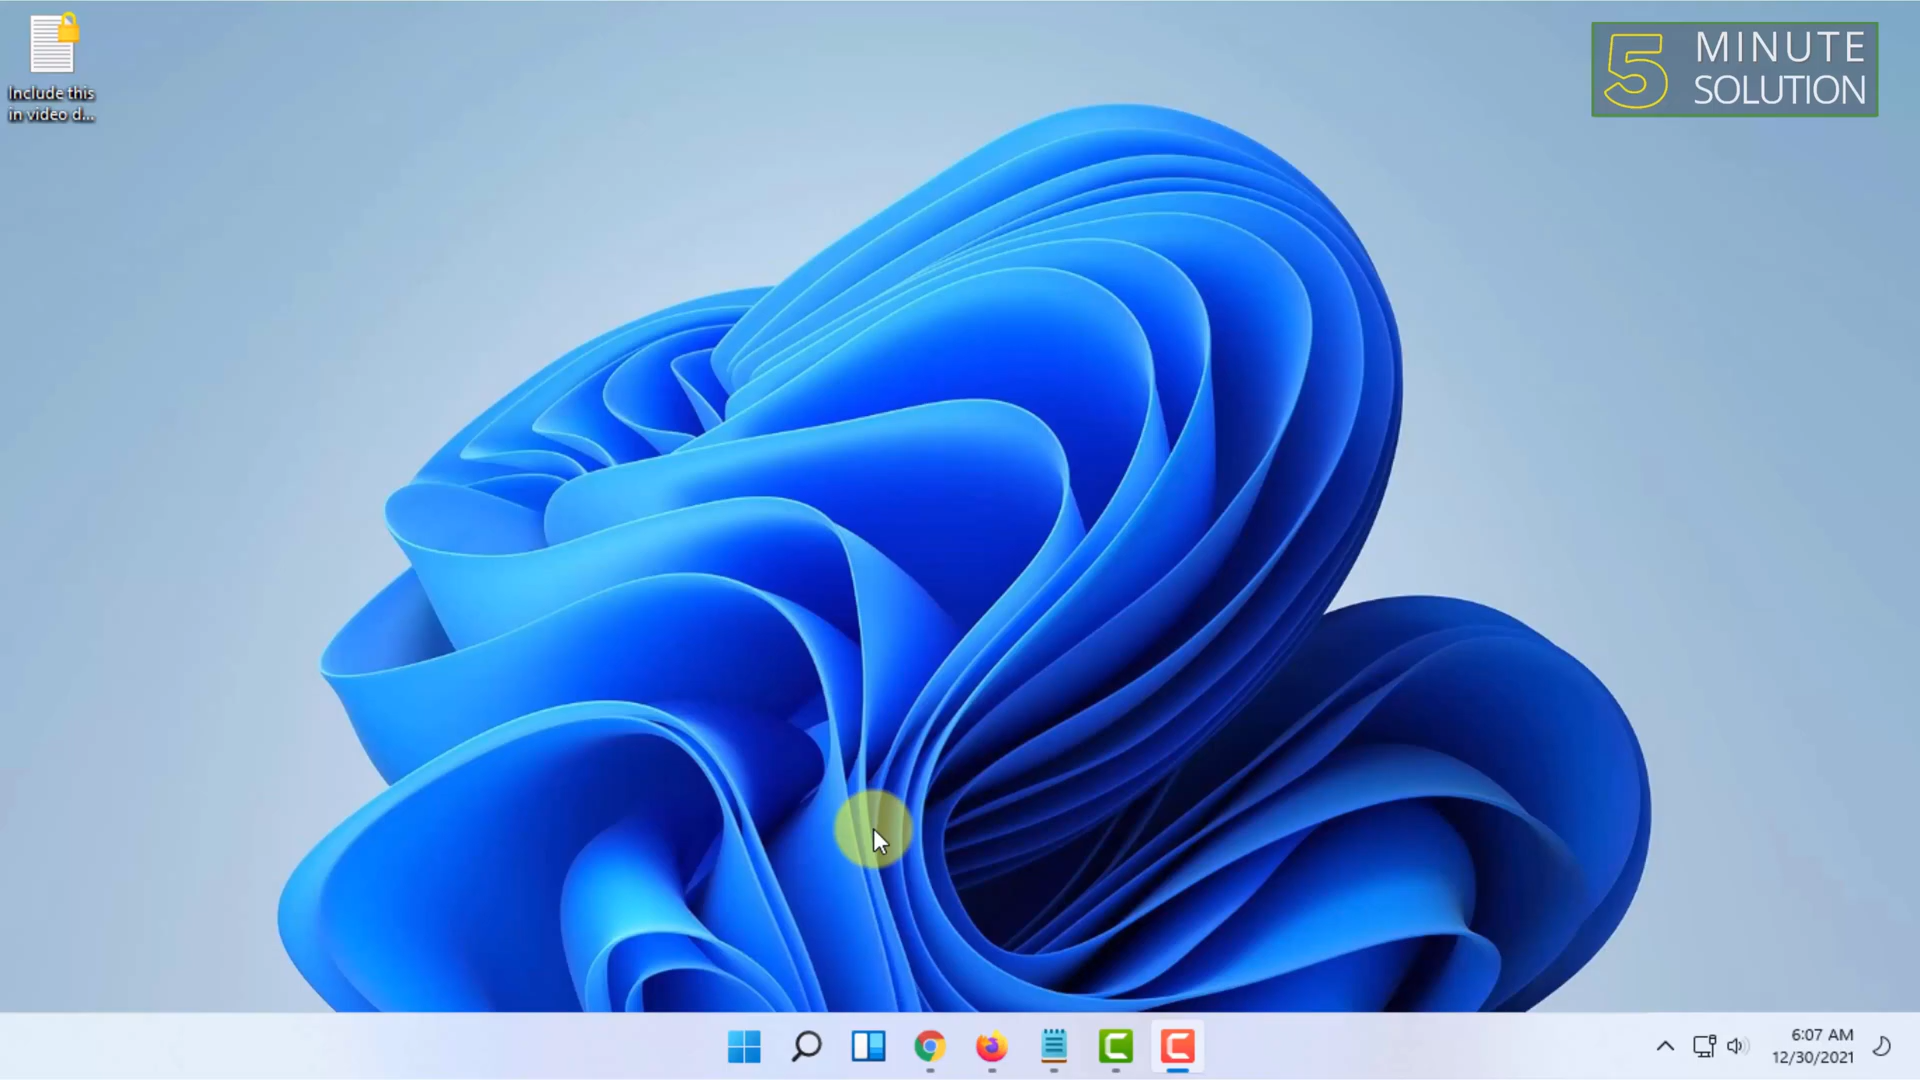 Include this
in video d...
5 MINUTE
SOLUTION
6:07 AM
12/30/2021